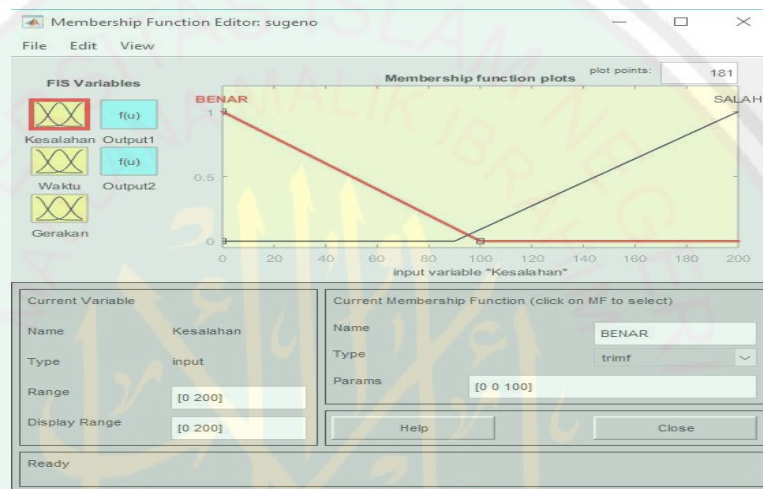 Membership Function Editor: sugeno
File Edit View
FIS Variables
Membership function plots
plot points:
181
f(u)
Kesalahan Output1
f(u)
Waktu Output2
Gerakan
BENAR
SALAH
1
0.5
0
0 20 40 60 80 100 120 140 160 180 200
input variable "Kesalahan"
Current Variable
Name Kesalahan
Type input
Range [0 200]
Display Range [0 200]
Current Membership Function (click on MF to select)
Name BENAR
Type trimf
Params [0 0 100]
Help Close
Ready